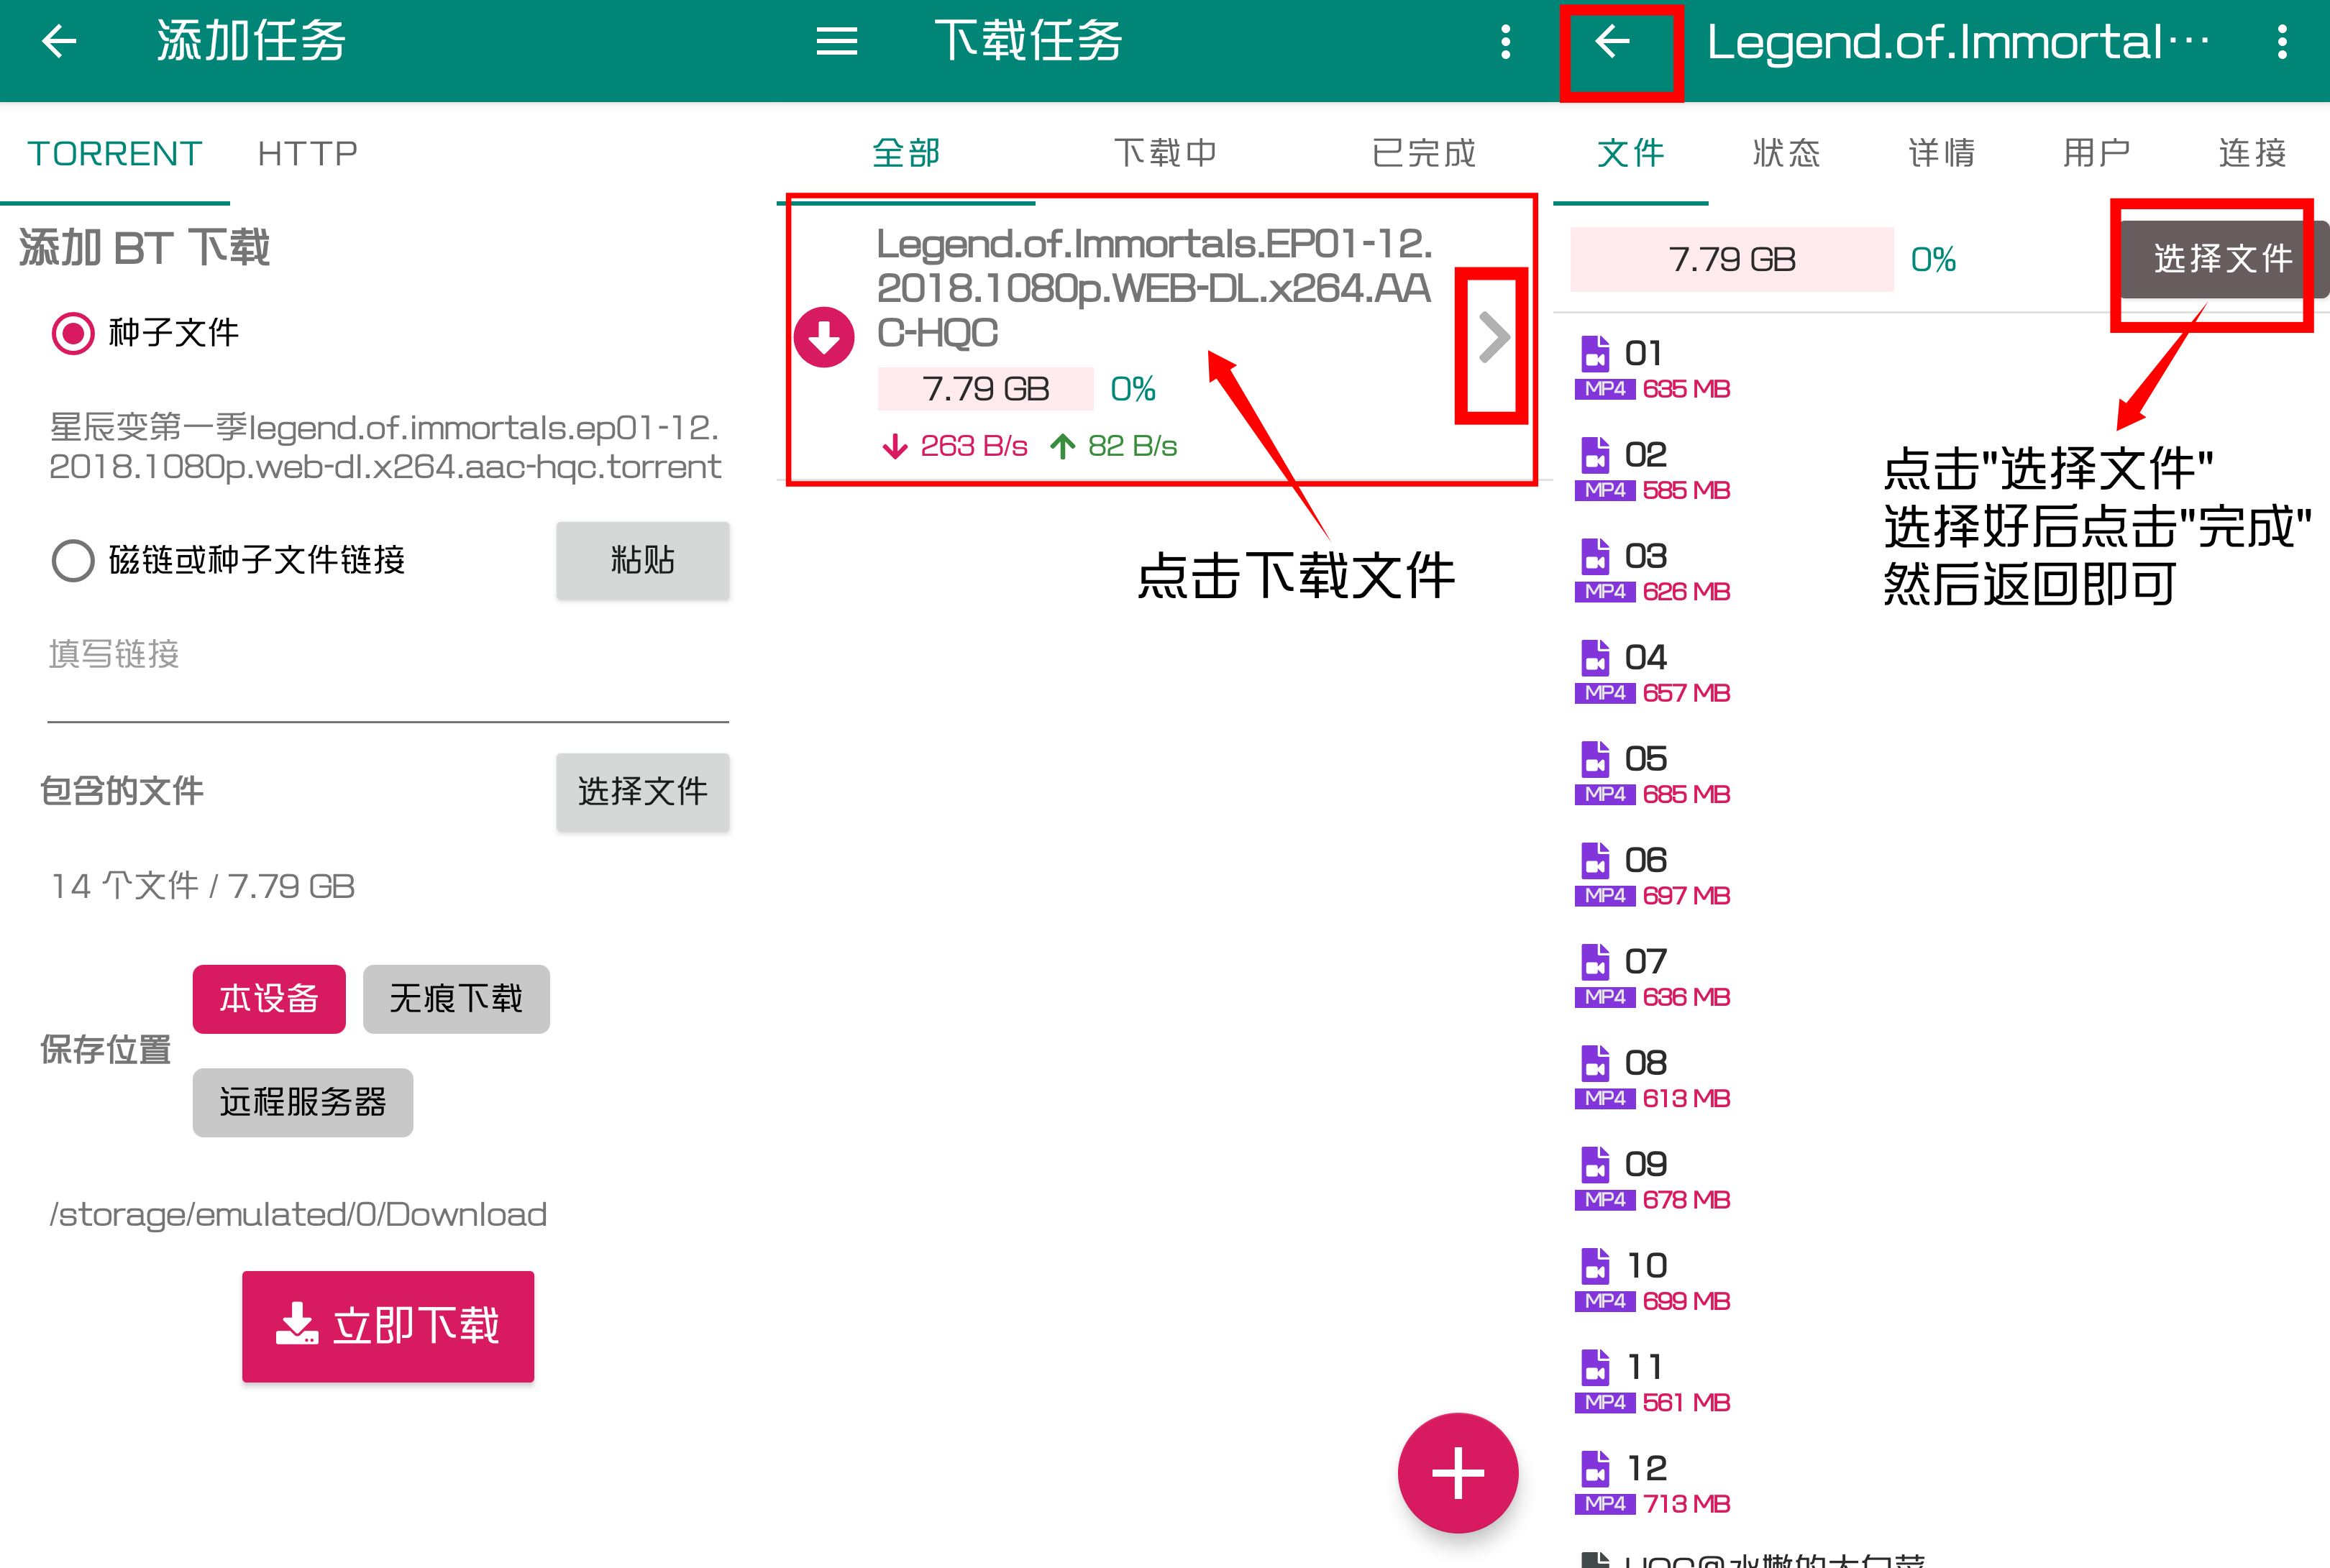 添加任务
TORRENT HTTP
添加 BT 下载
种子文件
星辰变第一季legend.of.immortals.ep01-12.
2018.1080p.web-dl.x264.aac-hqc.torrent
磁链或种子文件链接 粘贴
填写链接
包含的文件 选择文件
14 个文件 / 7.79 GB
本设备 无痕下载
保存位置
远程服务器
/storage/emulated/0/Download
立即下载
下载任务
全部 下载中 已完成
Legend.of.Immortals.EP01-12.
2018.1080p.WEB-DL.x264.AA
C-HQC
7.79 GB 0%
263 B/s 82 B/s
点击下载文件
Legend.of.Immortal…
文件 状态 详情 用户 连接
7.79 GB 0% 选择文件
点击"选择文件"
选择好后点击"完成"
然后返回即可
01
MP4 635 MB
02
MP4 585 MB
03
MP4 626 MB
04
MP4 657 MB
05
MP4 685 MB
06
MP4 697 MB
07
MP4 636 MB
08
MP4 613 MB
09
MP4 678 MB
10
MP4 699 MB
11
MP4 561 MB
12
MP4 713 MB